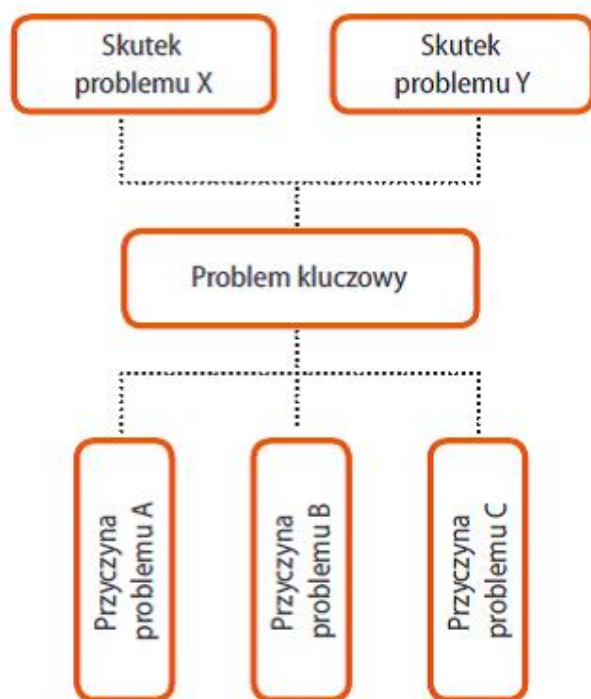 Skutek
problemu X
Skutek
problemu Y
Problem kluczowy
Przyczyna
problemu A
Przyczyna
problemu B
Przyczyna
problemu C